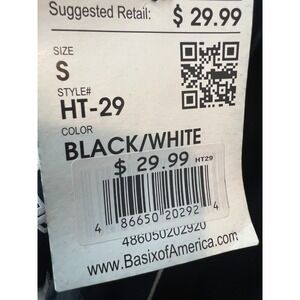 Suggested Retail: $ 29.99
SIZE
S
STYLE#
HT-29
COLOR
BLACK/WHITE
$ 29.99 HT29
4 86650 20292 4
486050202920
www.BasixofAmerica.com